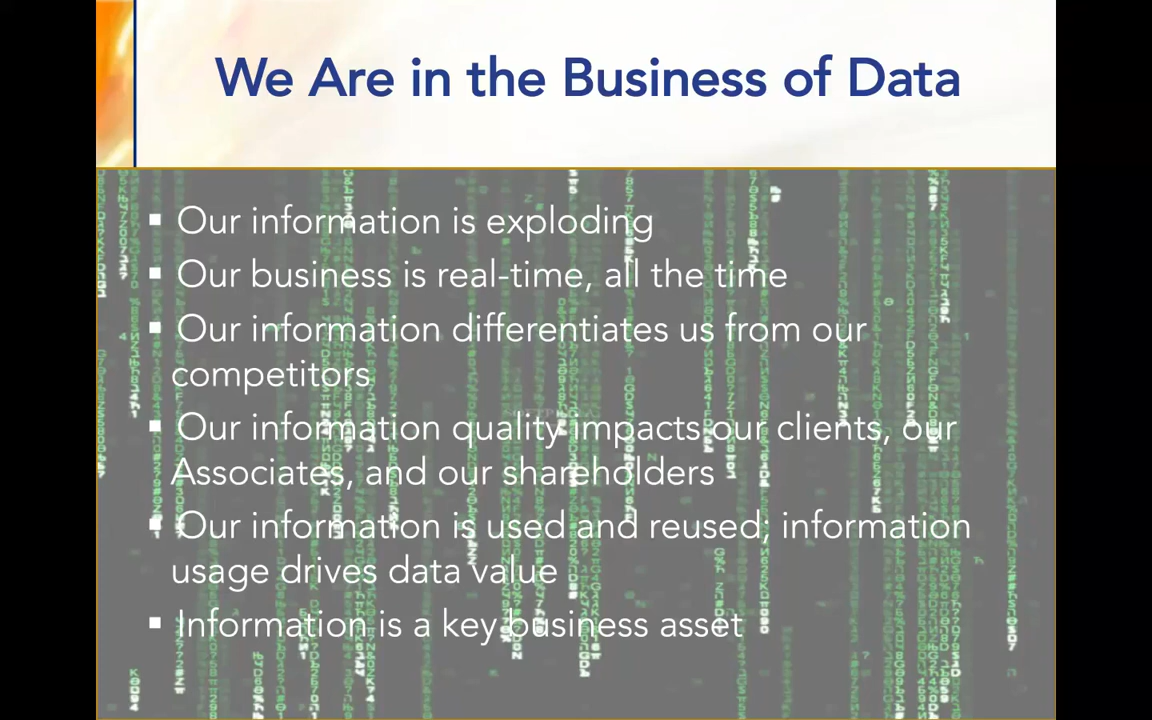 We Are in the Business of Data
▪ Our information is exploding
▪ Our business is real-time, all the time
▪ Our information differentiates us from our
competitors
▪ Our information quality impacts our clients, our
Associates, and our shareholders
▪ Our information is used and reused; information
usage drives data value
▪ Information is a key business asset